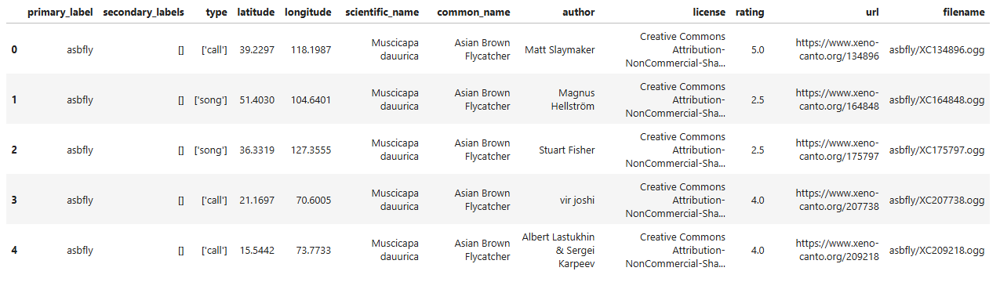 primary_label secondary_labels type latitude longitude scientific_name common_name author license rating url filename
0 asbfly [] ['call'] 39.2297 118.1987 Muscicapa dauurica Asian Brown Flycatcher Matt Slaymaker Creative Commons Attribution-NonCommercial-Sha... 5.0 https://www.xeno-canto.org/134896 asbfly/XC134896.ogg
1 asbfly [] ['song'] 51.4030 104.6401 Muscicapa dauurica Asian Brown Flycatcher Magnus Hellström Creative Commons Attribution-NonCommercial-Sha... 2.5 https://www.xeno-canto.org/164848 asbfly/XC164848.ogg
2 asbfly [] ['song'] 36.3319 127.3555 Muscicapa dauurica Asian Brown Flycatcher Stuart Fisher Creative Commons Attribution-NonCommercial-Sha... 2.5 https://www.xeno-canto.org/175797 asbfly/XC175797.ogg
3 asbfly [] ['call'] 21.1697 70.6005 Muscicapa dauurica Asian Brown Flycatcher vir joshi Creative Commons Attribution-NonCommercial-Sha... 4.0 https://www.xeno-canto.org/207738 asbfly/XC207738.ogg
4 asbfly [] ['call'] 15.5442 73.7733 Muscicapa dauurica Asian Brown Flycatcher Albert Lastukhin & Sergei Karpeev Creative Commons Attribution-NonCommercial-Sha... 4.0 https://www.xeno-canto.org/209218 asbfly/XC209218.ogg